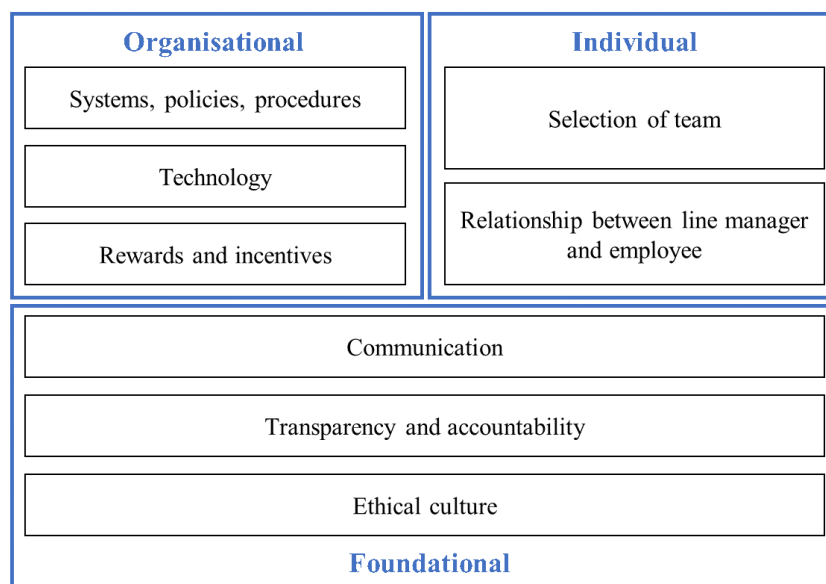 Organisational
Systems, policies, procedures
Technology
Rewards and incentives
Individual
Selection of team
Relationship between line manager
and employee
Communication
Transparency and accountability
Ethical culture
Foundational